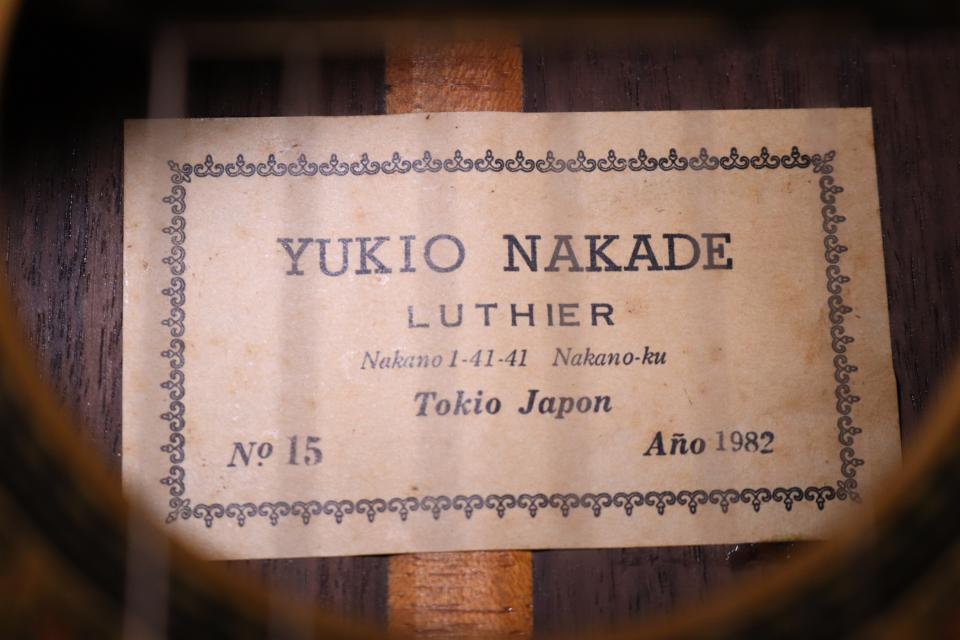 YUKIO NAKADE
LUTHIER
Nakano 1-41-41 Nakano-ku
Tokio Japon
Nº 15 Año 1982